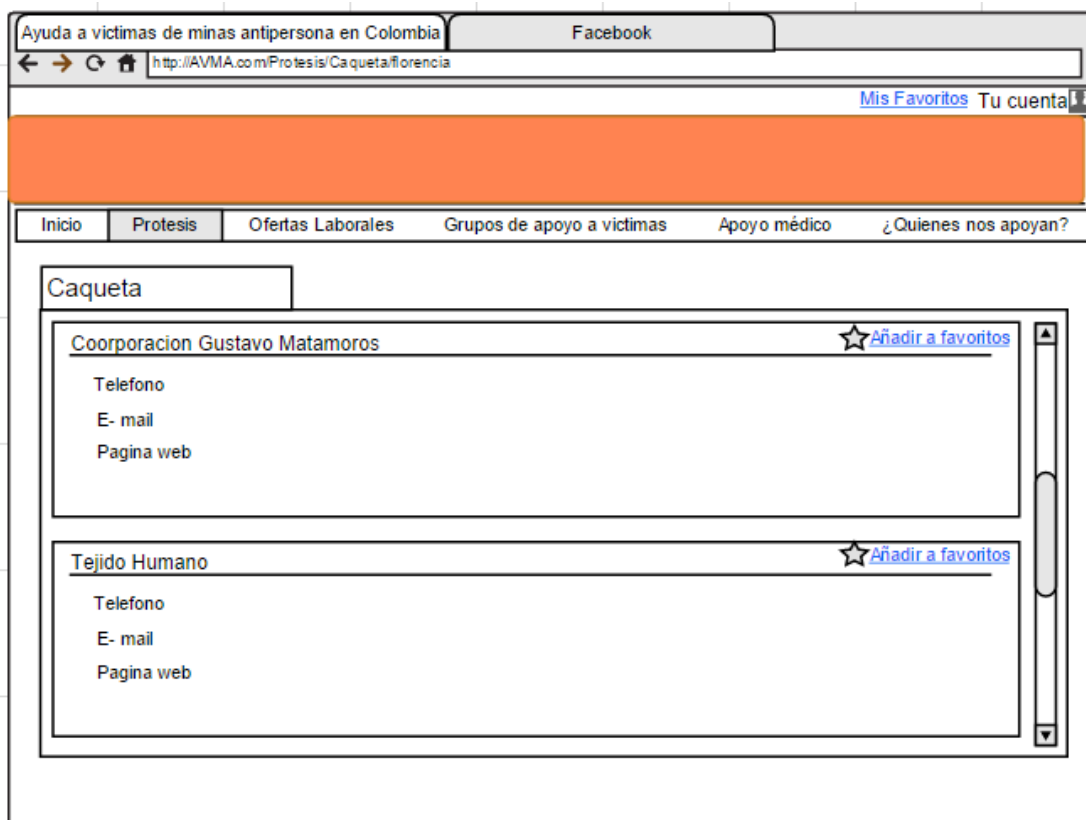 Ayuda a victimas de minas antipersona en Colombia Facebook
http://AVMA.com/Protesis/Caqueta/florencia
Mis Favoritos Tu cuenta
Inicio Protesis Ofertas Laborales Grupos de apoyo a victimas Apoyo médico ¿Quienes nos apoyan?
Caqueta
Coorporacion Gustavo Matamoros Añadir a favoritos
Telefono
E- mail
Pagina web
Tejido Humano Añadir a favoritos
Telefono
E- mail
Pagina web